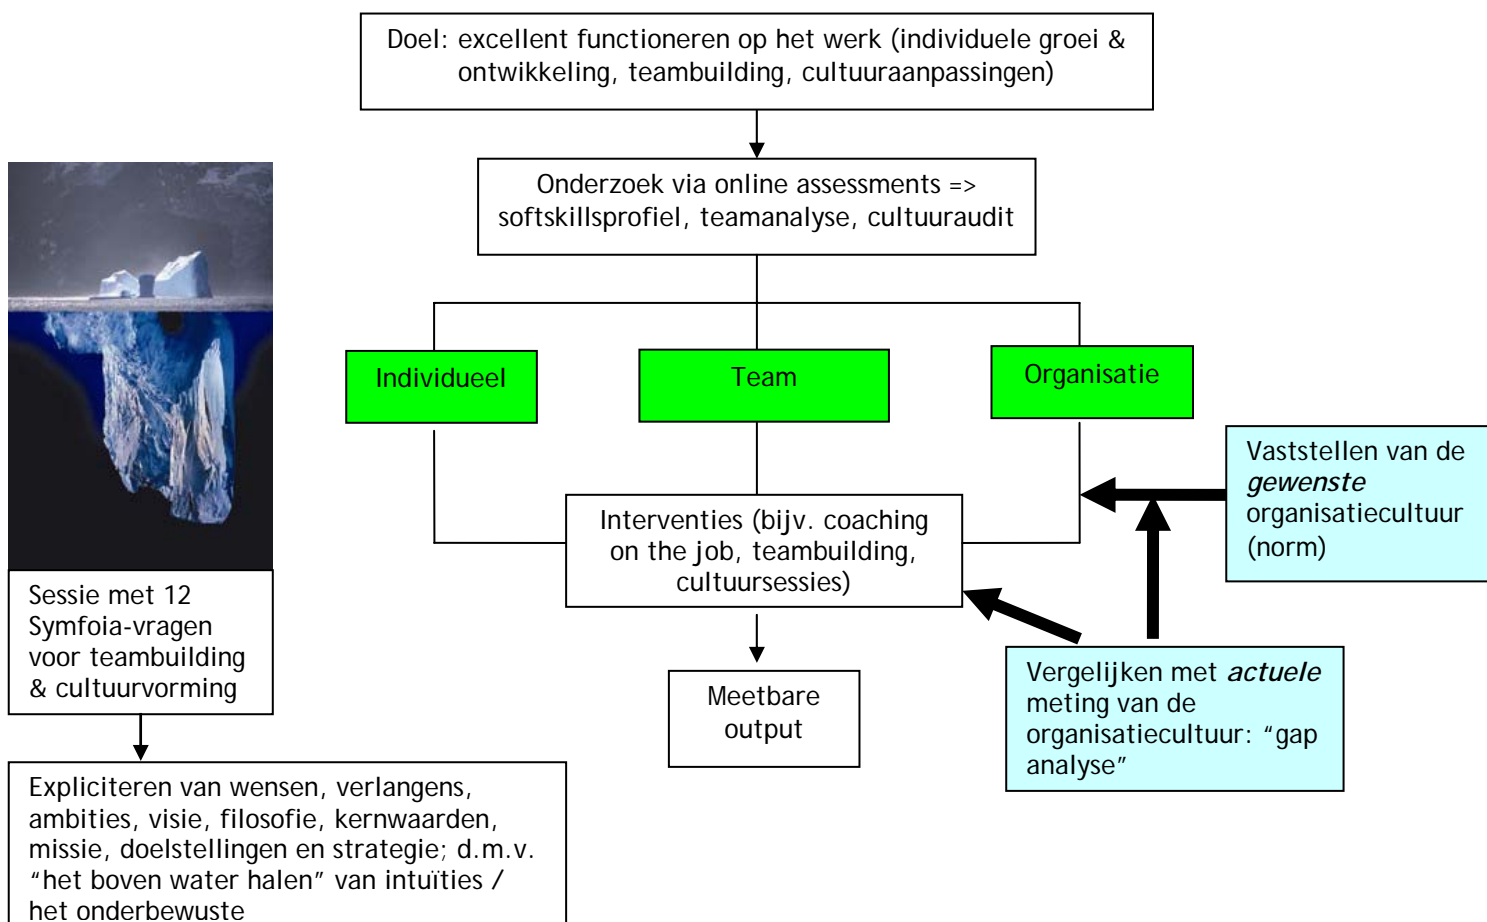 Doel: excellent functioneren op het werk (individuele groei &
ontwikkeling, teambuilding, cultuuraanpassingen)
Onderzoek via online assessments =>
softskillsprofiel, teamanalyse, cultuuraudit
Individueel
Team
Organisatie
Vaststellen van de
gewenste
organisatiecultuur
(norm)
Interventies (bijv. coaching
on the job, teambuilding,
cultuursessies)
Sessie met 12
Symfoia-vragen
voor teambuilding
& cultuurvorming
Vergelijken met actuele
meting van de
organisatiecultuur: “gap
analyse”
Meetbare
output
Expliciteren van wensen, verlangens,
ambities, visie, filosofie, kernwaarden,
missie, doelstellingen en strategie; d.m.v.
“het boven water halen” van intuïties /
het onderbewuste